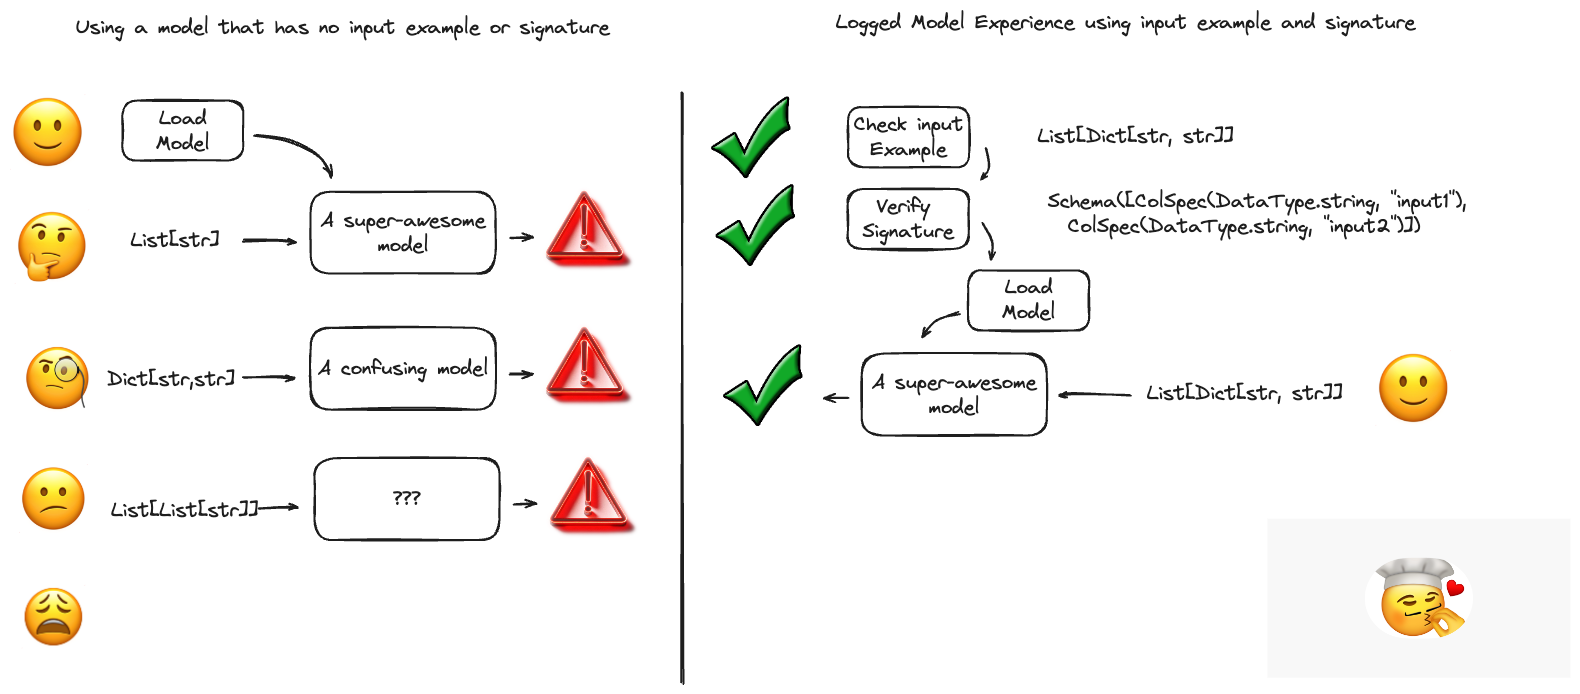 Using a model that has no input example or signature
Load
Model
List[str]
A super-awesome
model
Dict[str,str]
A confusing model
List[List[str]]
???
Logged Model Experience using input example and signature
Check input
Example
List[Dict[str, str]]
Verify
Signature
Schema([ColSpec(DataType.string, "input1"),
ColSpec(DataType.string, "input2")])
Load
Model
A super-awesome
model
List[Dict[str, str]]